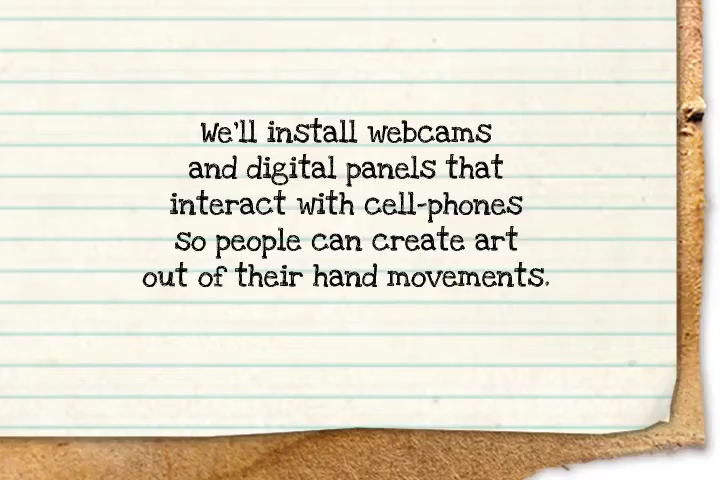 We'll install webcams
and digital panels that
interact with cell-phones
so people can create art
out of their hand movements.